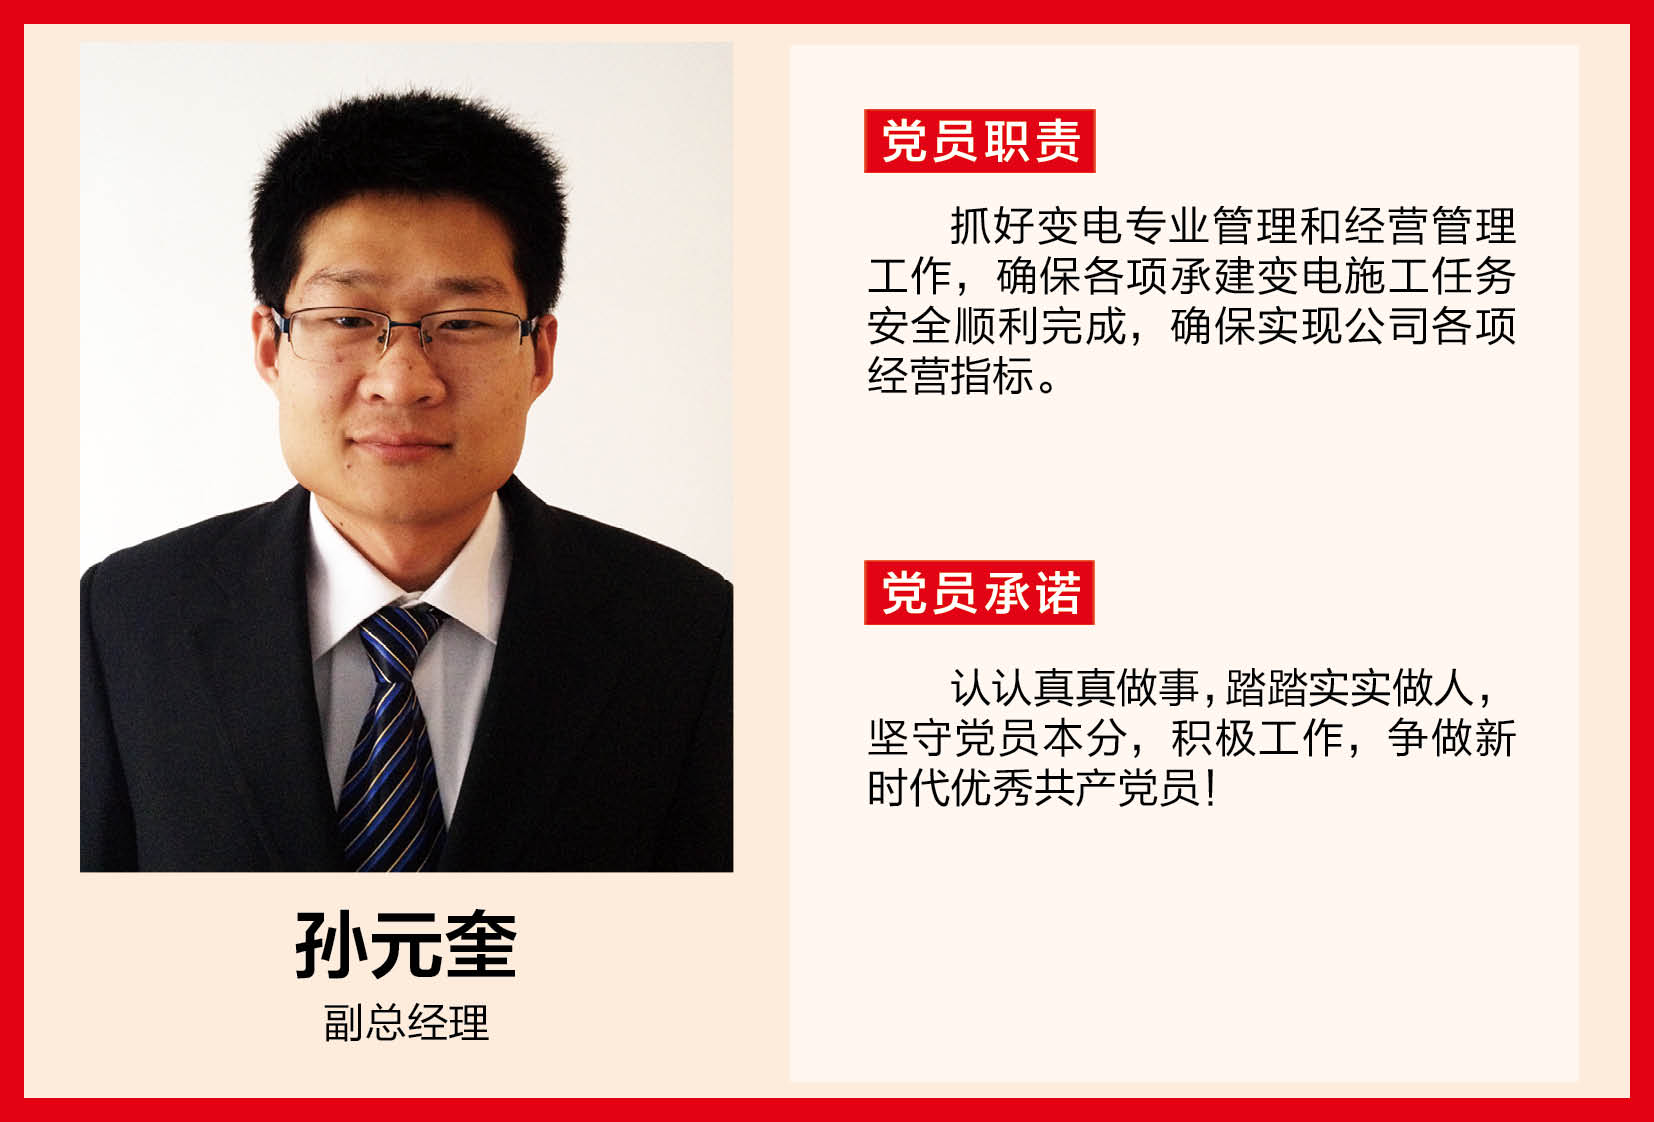 党员职责
抓好变电专业管理和经营管理
工作，确保各项承建变电施工任务
安全顺利完成，确保实现公司各项
经营指标。
党员承诺
认认真真做事，踏踏实实做人，
坚守党员本分，积极工作，争做新
时代优秀共产党员！
孙元奎
副总经理